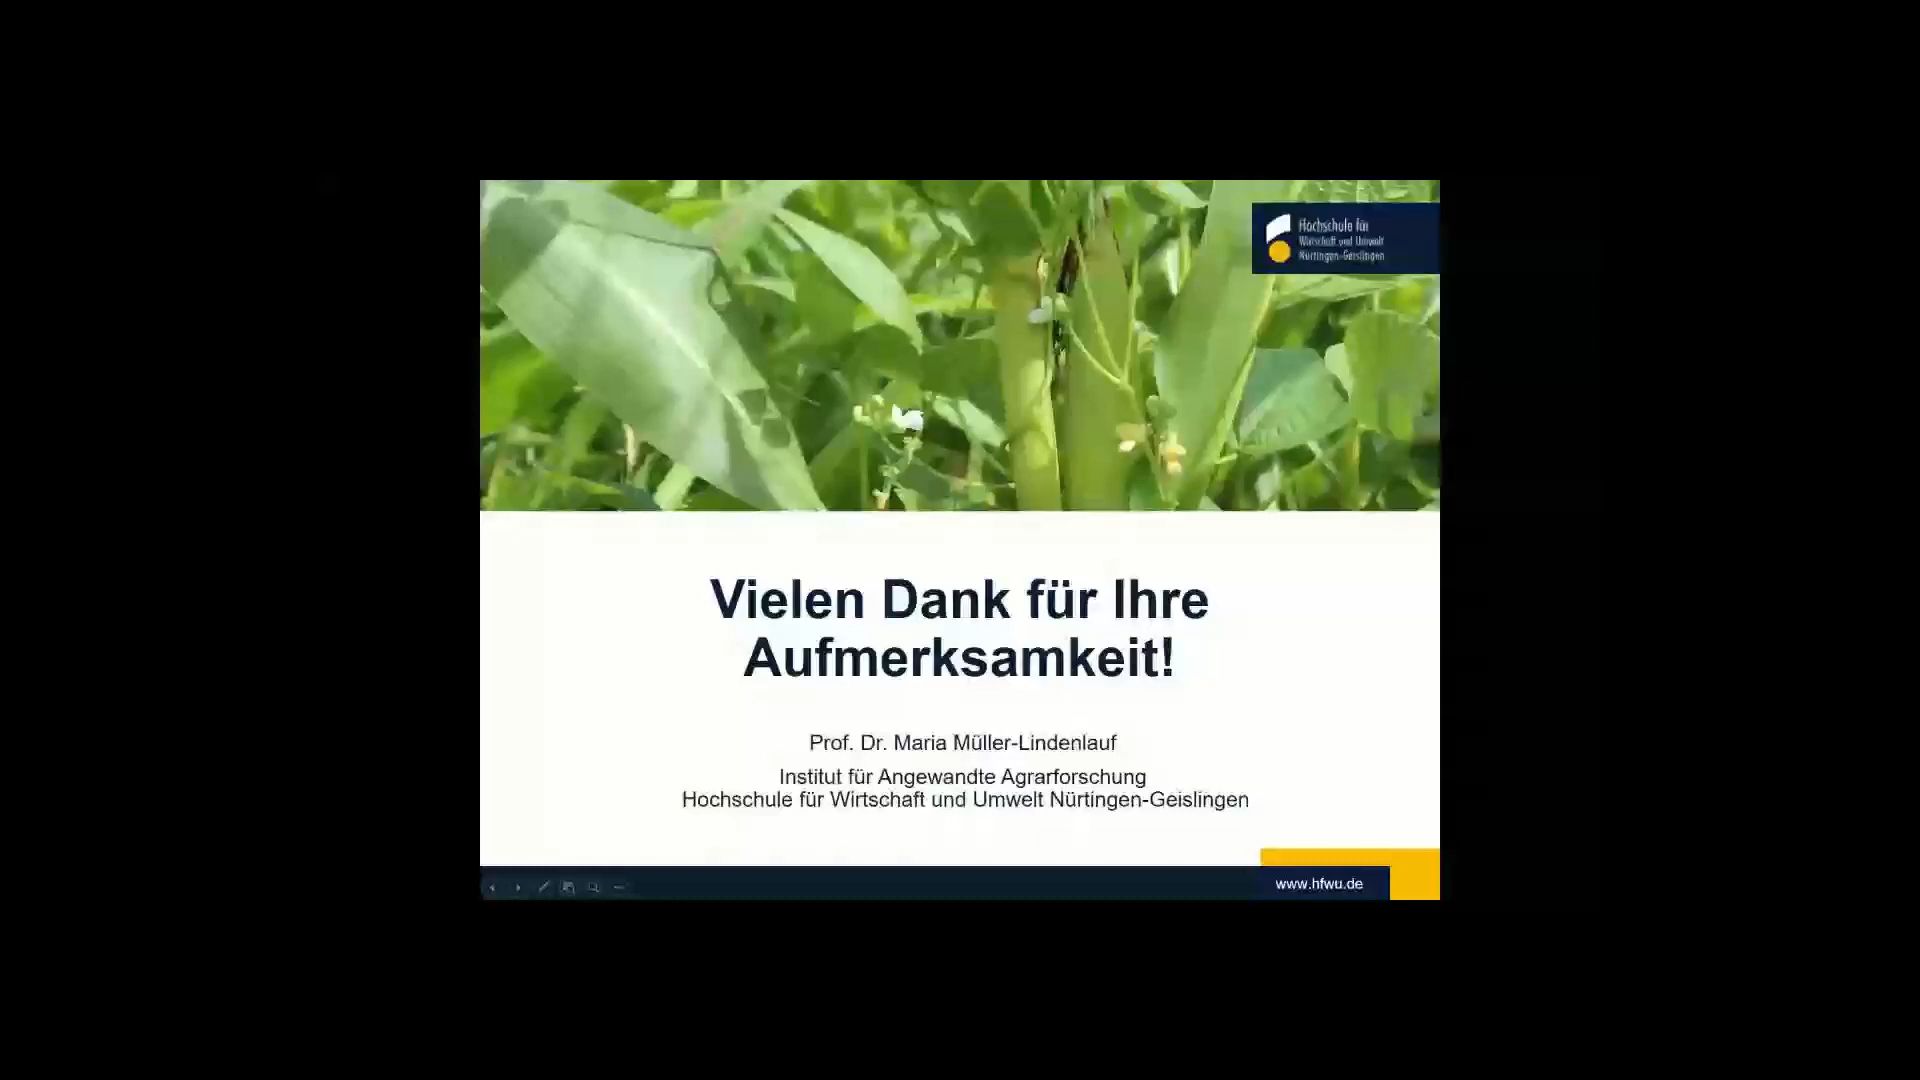 Hochschule für
Wirtschaft und Umwelt
Nürtingen-Geislingen
Vielen Dank für Ihre
Aufmerksamkeit!
Prof. Dr. Maria Müller-Lindenlauf
Institut für Angewandte Agrarforschung
Hochschule für Wirtschaft und Umwelt Nürtingen-Geislingen
www.hfwu.de